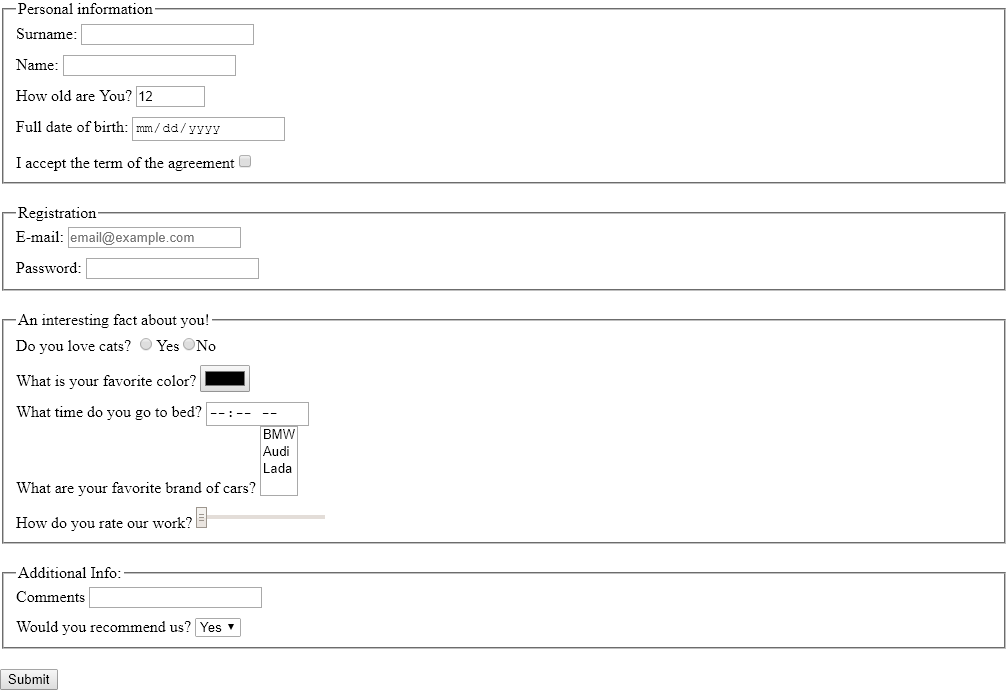 Personal information
Surname:
Name:
How old are You? 12
Full date of birth: mm/dd/yyyy
I accept the term of the agreement
Registration
E-mail: email@example.com
Password:
An interesting fact about you!
Do you love cats? Yes No
What is your favorite color?
What time do you go to bed? --:-- --
BMW
Audi
Lada
What are your favorite brand of cars?
How do you rate our work?
Additional Info:
Comments
Would you recommend us? Yes
Submit